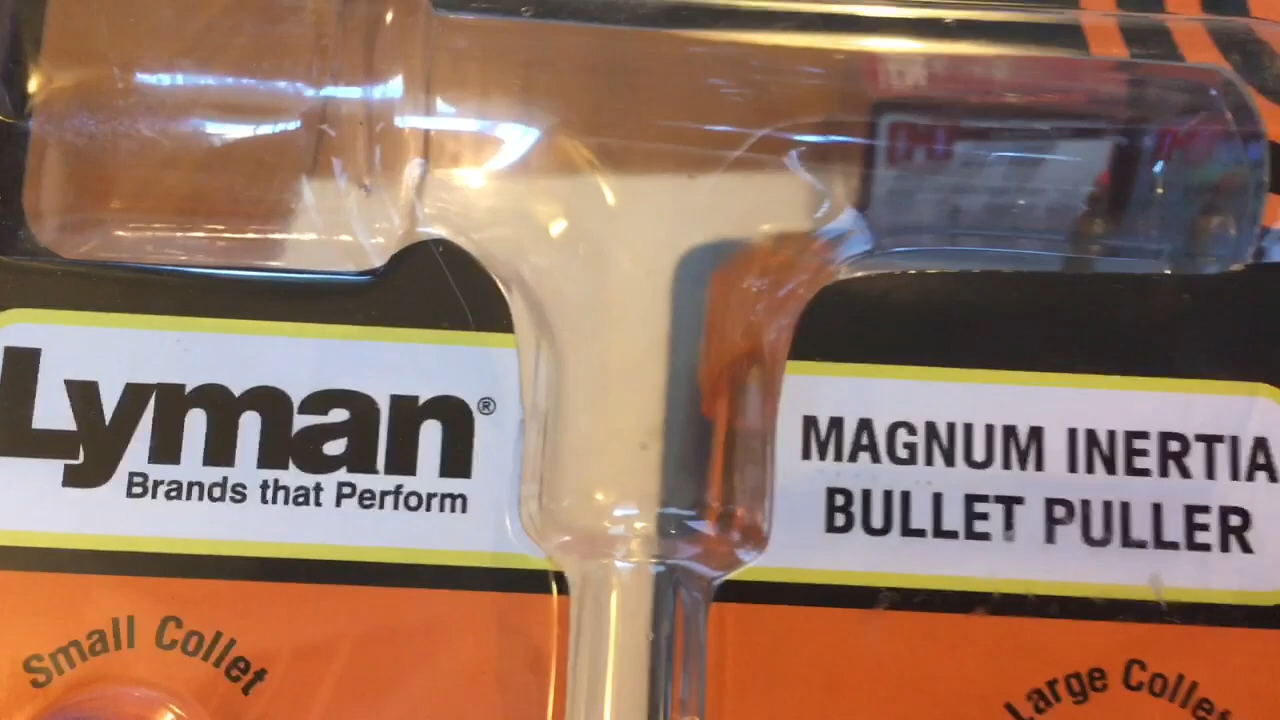 Lyman®
Brands that Perform
MAGNUM INERTIA
BULLET PULLER
Small Collet
Large Collet